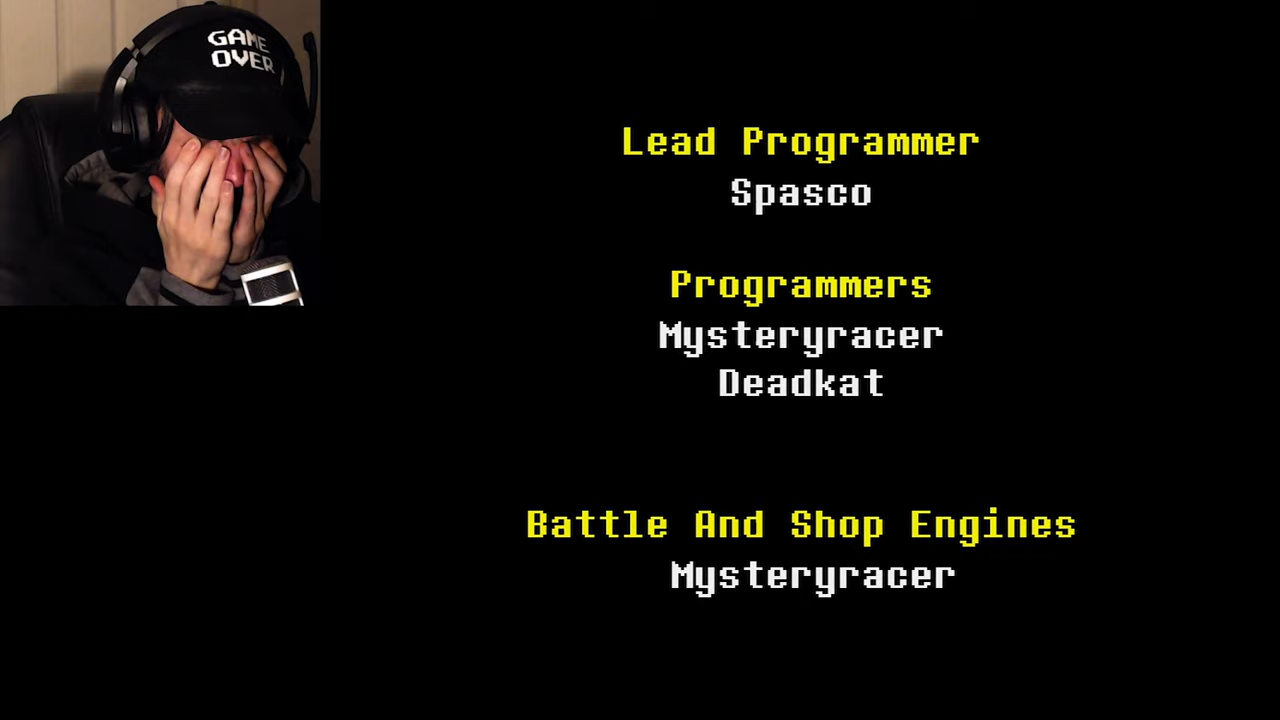 GAME
OVER
Lead Programmer
Spasco
Programmers
Mysteryracer
Deadkat
Battle And Shop Engines
Mysteryracer